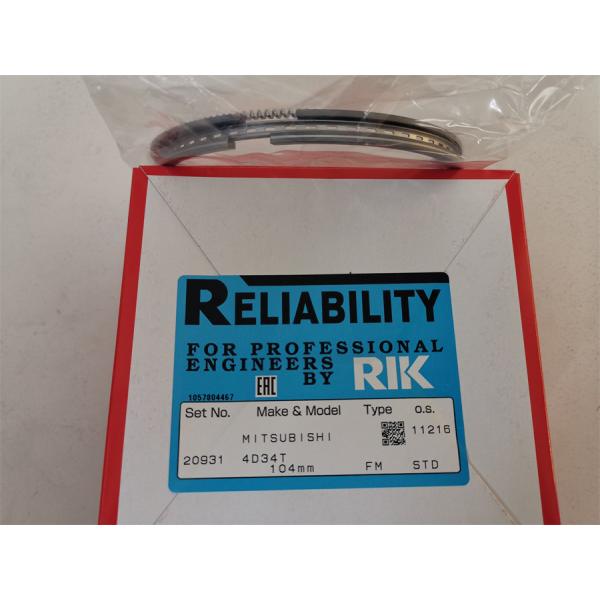 RELIABILITY
FOR PROFESSIONAL
ENGINEERS
BY RIK
1057804467 EAC
Set No. Make & Model Type o.s.
MITSUBISHI 11216
20931 4D34T
104mm FM STD